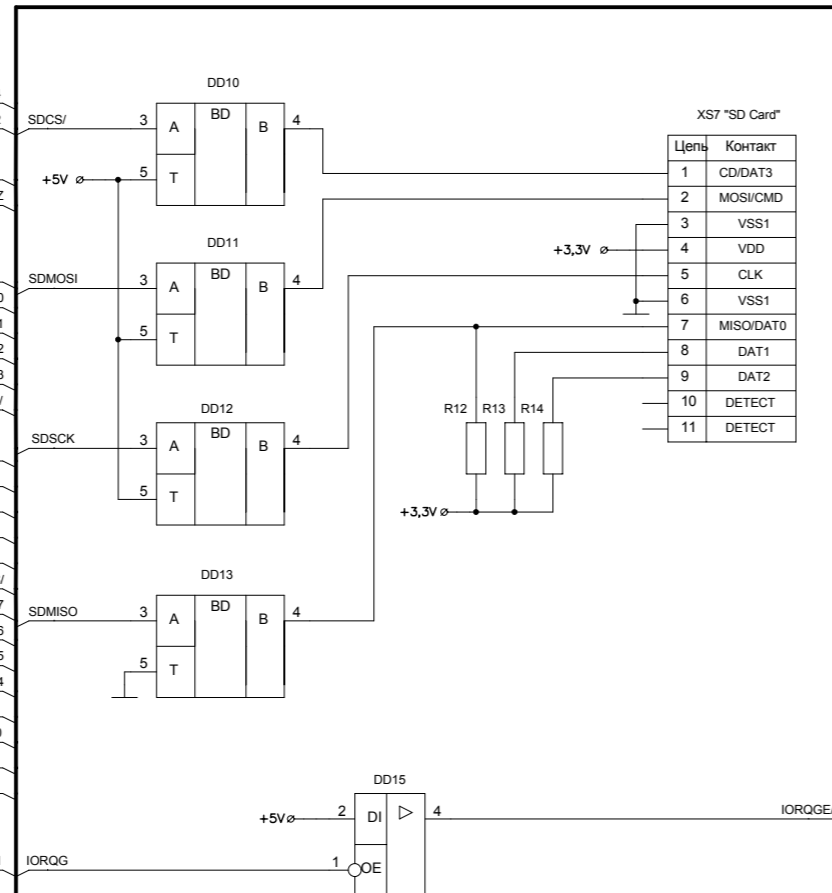 DD10
SDCS/ 3 A BD B 4
+5V 5 T
XS7 "SD Card"
Цепь Контакт
1 CD/DAT3
2 MOSI/CMD
3 VSS1
+3,3V 4 VDD
5 CLK
6 VSS1
7 MISO/DAT0
8 DAT1
9 DAT2
10 DETECT
11 DETECT
DD11
SDMOSI 3 A BD B 4
5 T
R12 R13 R14
+3,3V
DD12
SDSCK 3 A BD B 4
5 T
DD13
SDMISO 3 A BD B 4
5 T
DD15
+5V 2 DI 4 IORQGE/
IORQG 1 OE